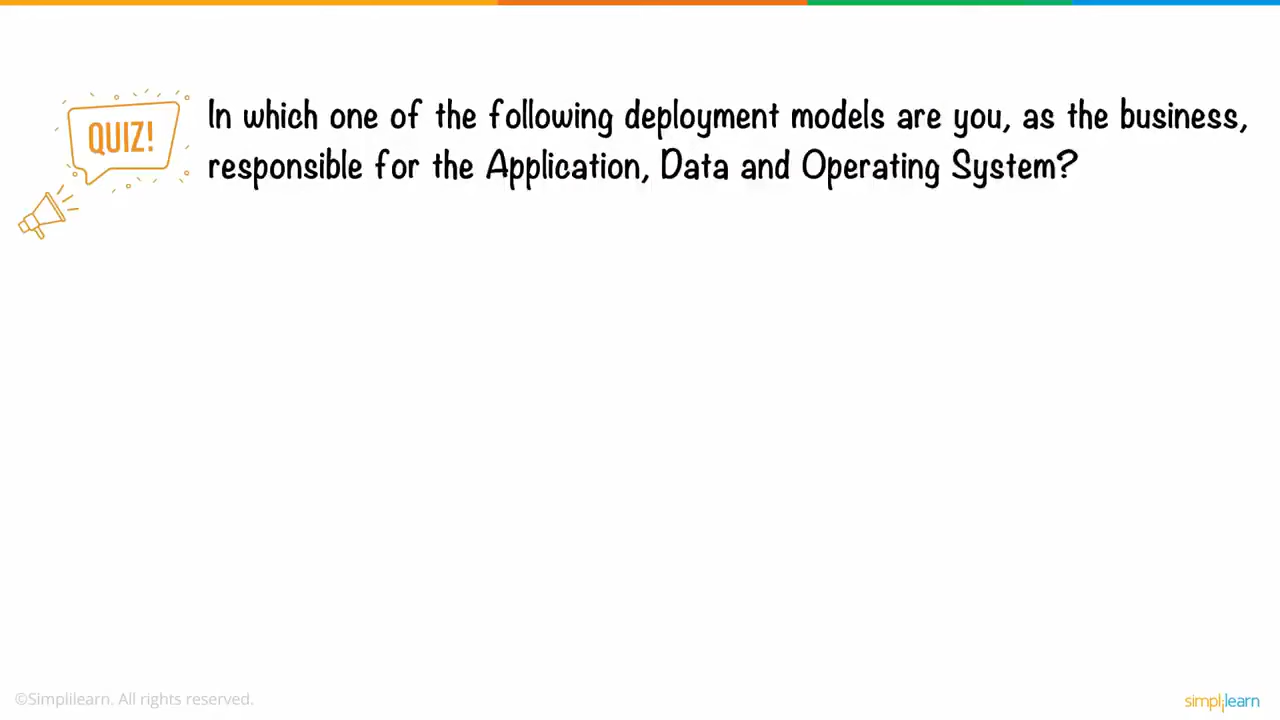 QUIZ!
In which one of the following deployment models are you, as the business,
responsible for the Application, Data and Operating System?
©Simplilearn. All rights reserved.
simplilearn